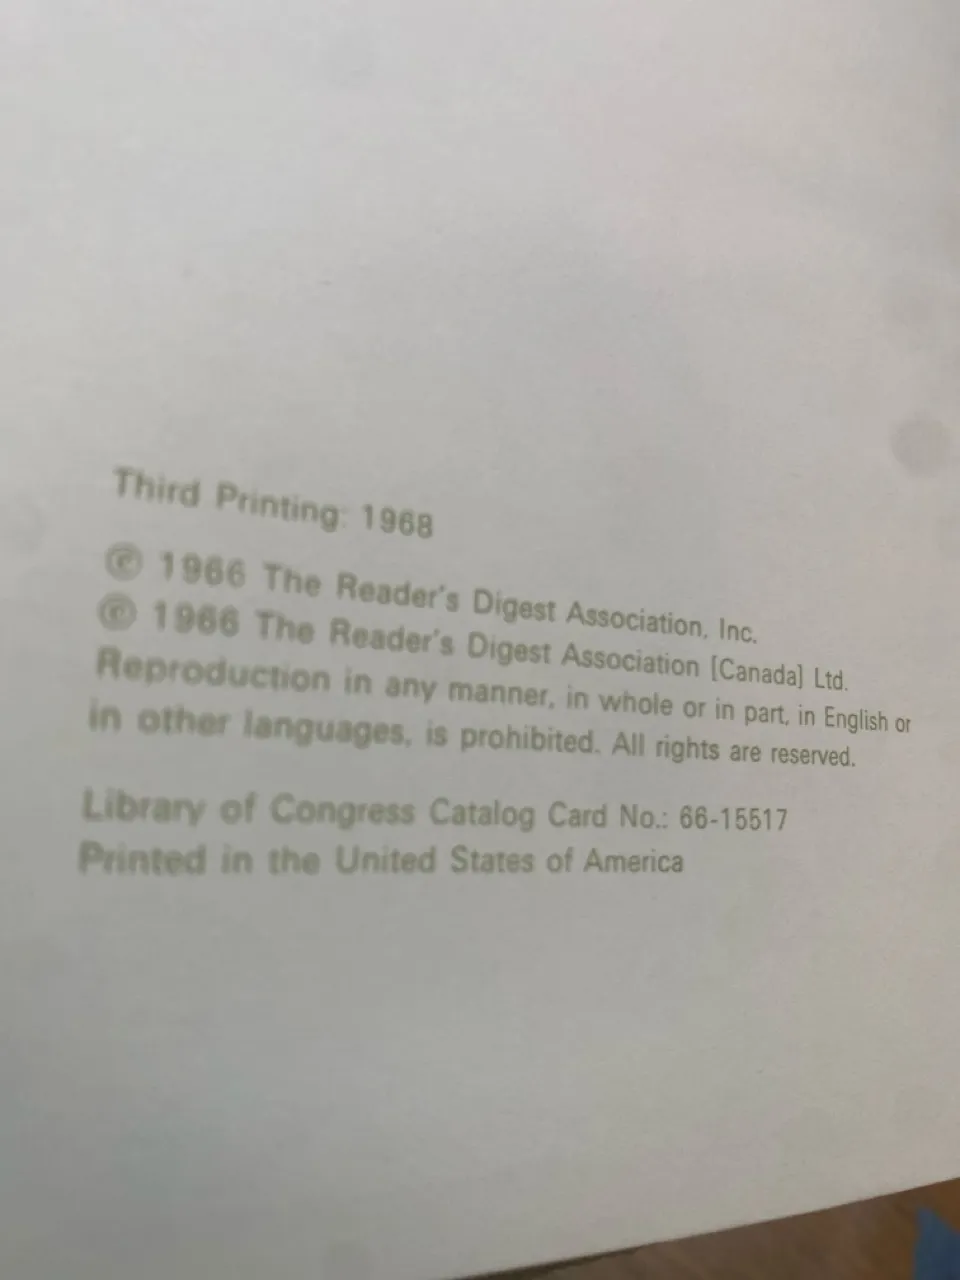 Third Printing: 1968
© 1966 The Reader's Digest Association, Inc.
© 1966 The Reader's Digest Association [Canada] Ltd.
Reproduction in any manner, in whole or in part, in English or
in other languages, is prohibited. All rights are reserved.
Library of Congress Catalog Card No.: 66-15517
Printed in the United States of America